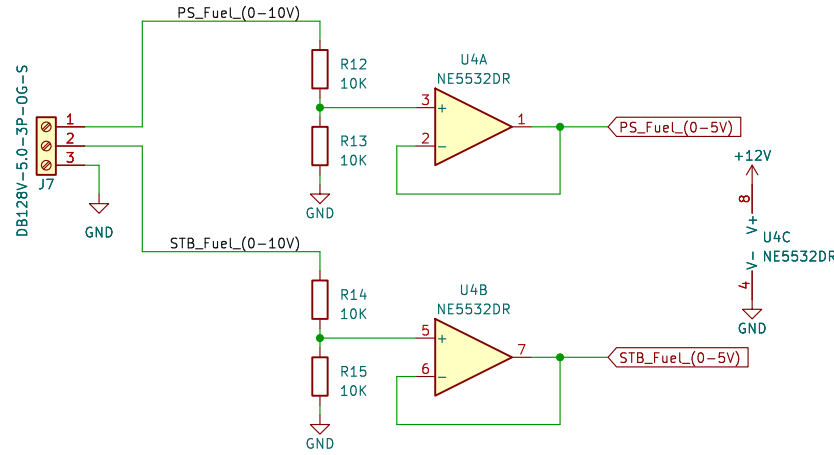 PS_Fuel_(0-10V)
R12
10K
U4A
NE5532DR
3
+
2
-
1
PS_Fuel_(0-5V)
R13
10K
GND
DB128V-5.0-3P-OG-S
1
2
3
J7
GND
+12V
8
V+
U4C
NE5532DR
V-
4
GND
STB_Fuel_(0-10V)
R14
10K
U4B
NE5532DR
5
+
6
-
7
STB_Fuel_(0-5V)
R15
10K
GND